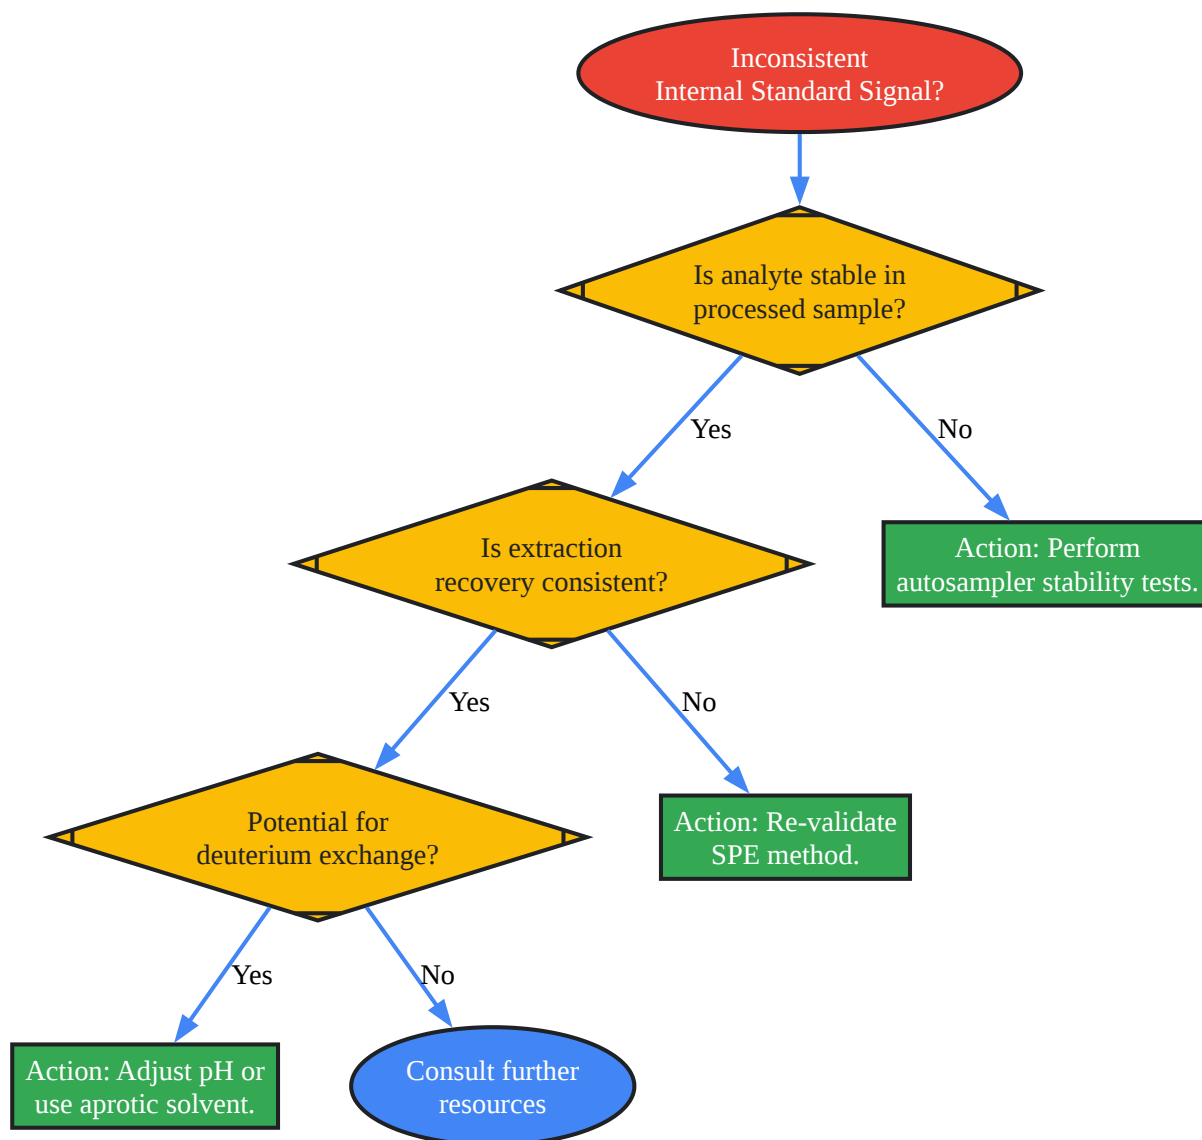 Inconsistent
Internal Standard Signal?
Is analyte stable in
processed sample?
Yes
No
Is extraction
recovery consistent?
Action: Perform
autosampler stability tests.
Yes
No
Potential for
deuterium exchange?
Action: Re-validate
SPE method.
Yes
No
Action: Adjust pH or
use aprotic solvent.
Consult further
resources